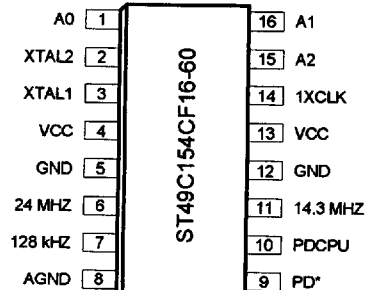 A0 1 16 A1
XTAL2 2 15 A2
XTAL1 3 14 1XCLK
VCC 4 13 VCC
GND 5 12 GND
24 MHZ 6 11 14.3 MHZ
128 kHZ 7 10 PDCPU
AGND 8 9 PD*
ST49C154CF16-60